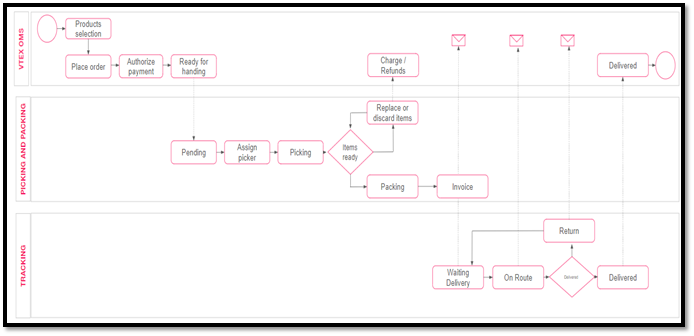 VTEX OMS
Products
selection
Place order
Authorize
payment
Ready for
handing
Charge /
Refunds
Delivered
PICKING AND PACKING
Pending
Assign
picker
Picking
Items
ready
Replace or
discard items
Packing
Invoice
TRACKING
Waiting
Delivery
On Route
Delivered
Return
Delivered